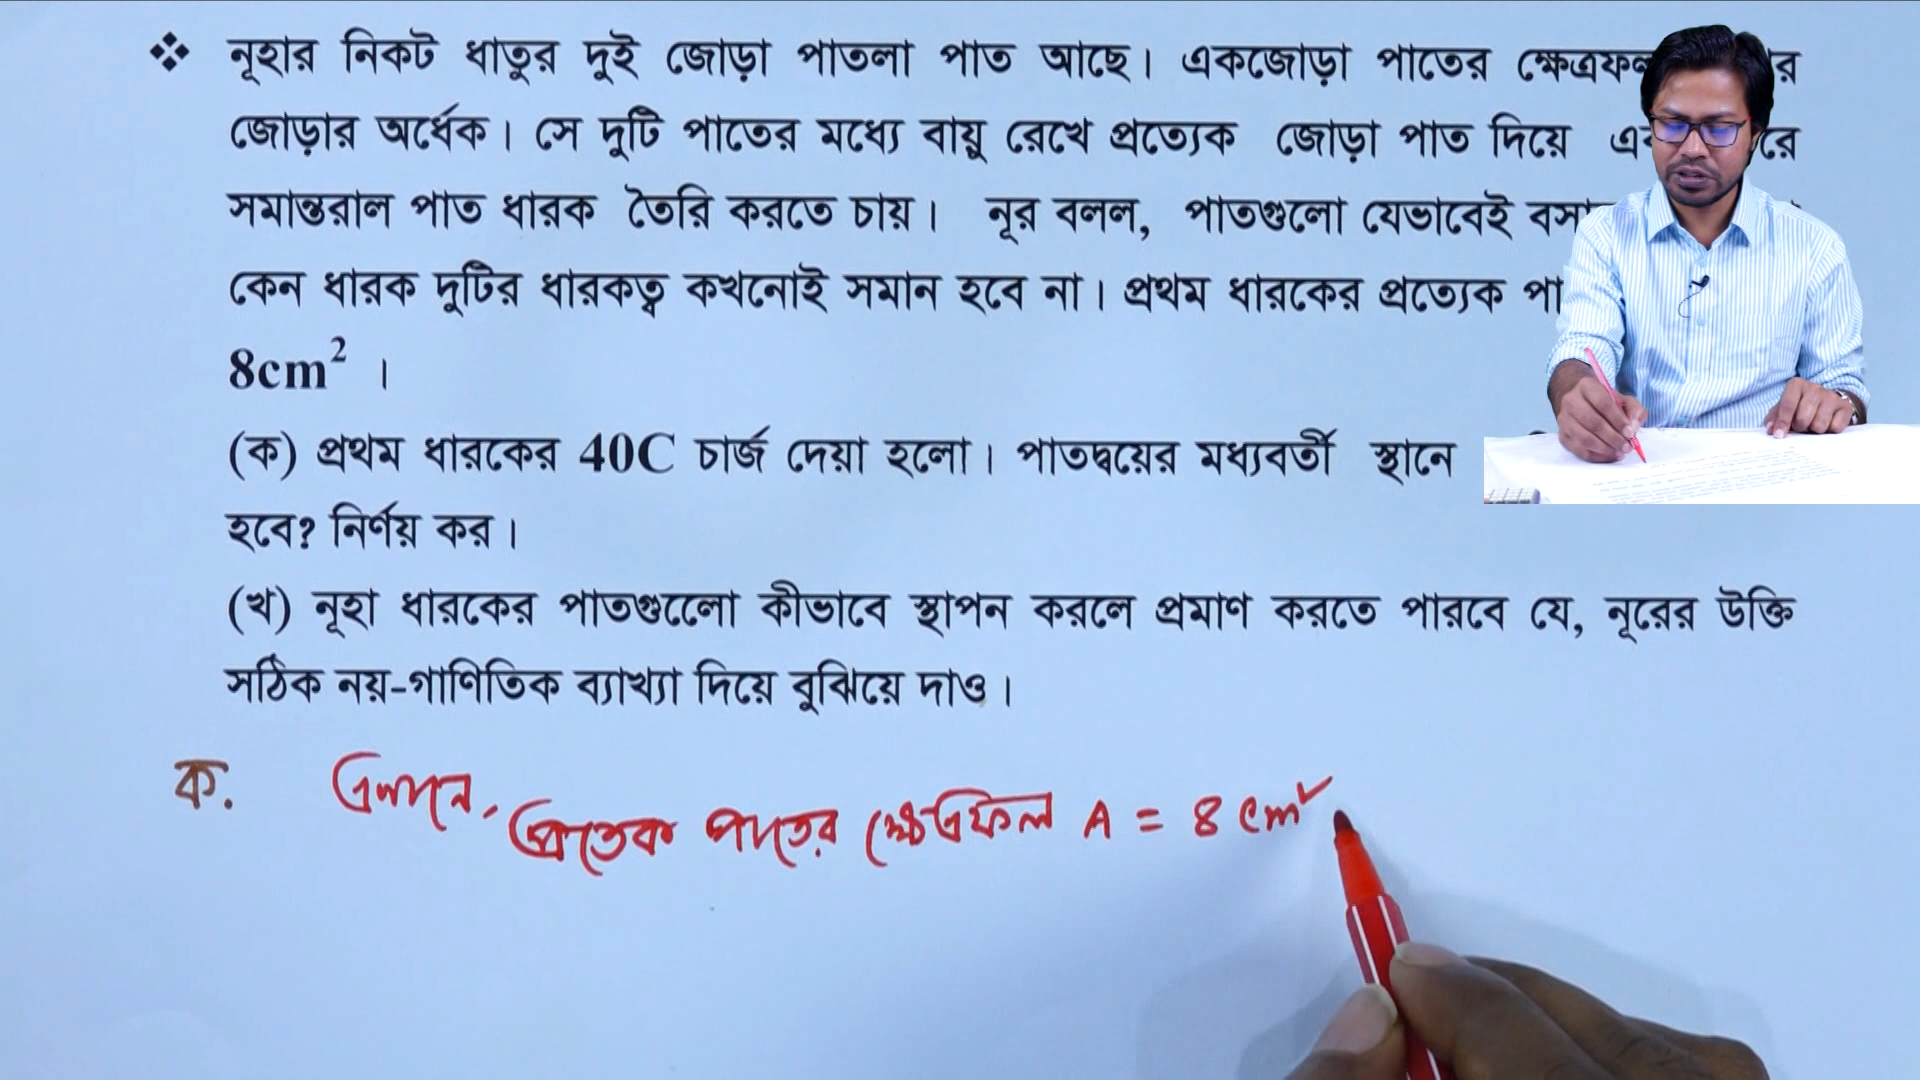 ❖ নূহার নিকট ধাতুর দুই জোড়া পাতলা পাত আছে। একজোড়া পাতের ক্ষেত্রফল
জোড়ার অর্ধেক। সে দুটি পাতের মধ্যে বায়ু রেখে প্রত্যেক জোড়া পাত দিয়ে
সমান্তরাল পাত ধারক তৈরি করতে চায়। নূর বলল, পাতগুলো যেভাবেই
কেন ধারক দুটির ধারকত্ব কখনোই সমান হবে না। প্রথম ধারকের প্রত্যেক
8cm² ।
(ক) প্রথম ধারকের 40C চার্জ দেয়া হলো। পাতদ্বয়ের মধ্যবর্তী স্থানে
হবে? নির্ণয় কর।
(খ) নূহা ধারকের পাতগুলো কীভাবে স্থাপন করলে প্রমাণ করতে পারবে যে, নূরের উক্তি
সঠিক নয়-গাণিতিক ব্যাখ্যা দিয়ে বুঝিয়ে দাও।
ক. এখানে, প্রত্যেক পাতের ক্ষেত্রফল A = 8 cm²